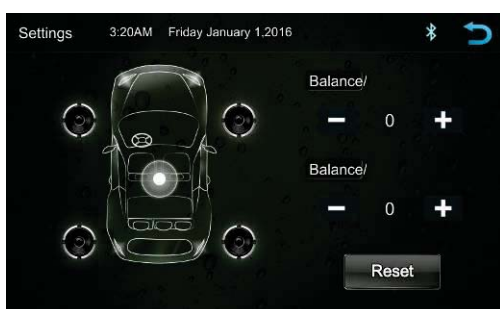 Settings 3:20AM Friday January 1,2016
Balance/
− 0 +
Balance/
− 0 +
Reset